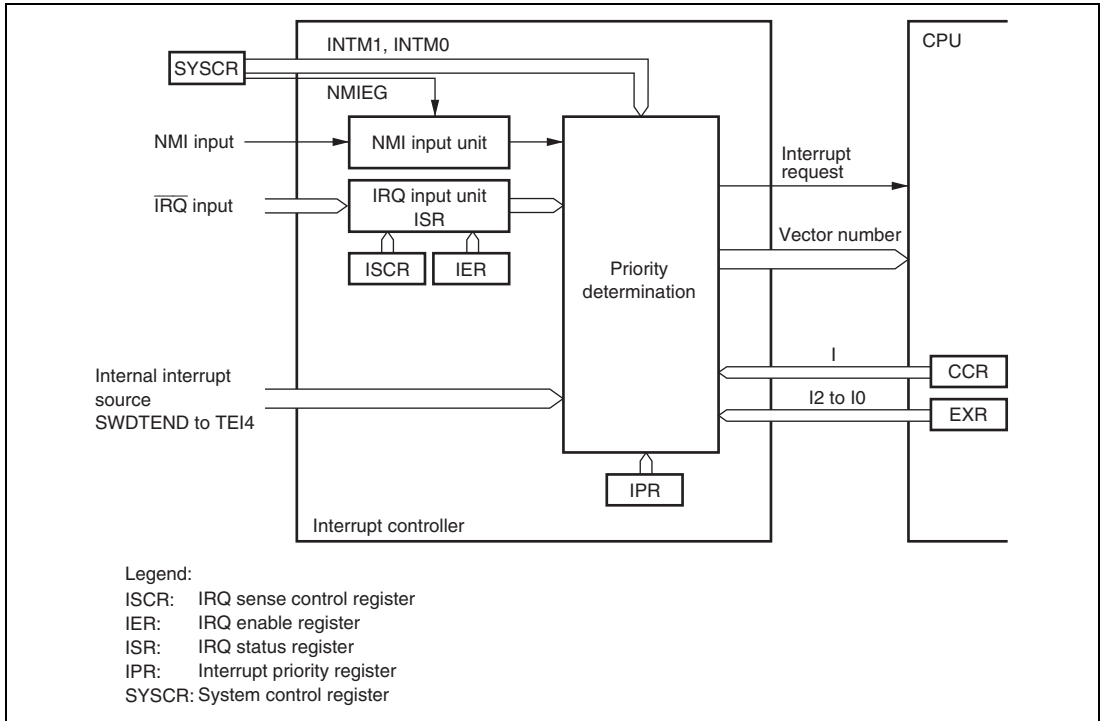 INTM1, INTM0
CPU
SYSCR
NMIEG
NMI input
NMI input unit
Interrupt
request
IRQ input
IRQ input unit
ISR
Vector number
ISCR
IER
Priority
determination
I
CCR
Internal interrupt
source
SWDTEND to TEI4
I2 to I0
EXR
IPR
Interrupt controller
Legend:
ISCR: IRQ sense control register
IER: IRQ enable register
ISR: IRQ status register
IPR: Interrupt priority register
SYSCR: System control register